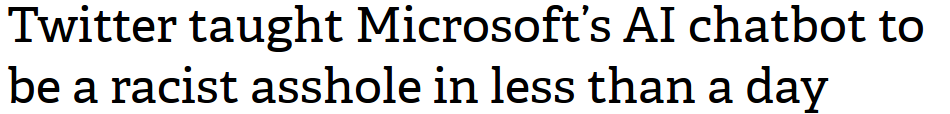 Twitter taught Microsoft’s AI chatbot to
be a racist asshole in less than a day